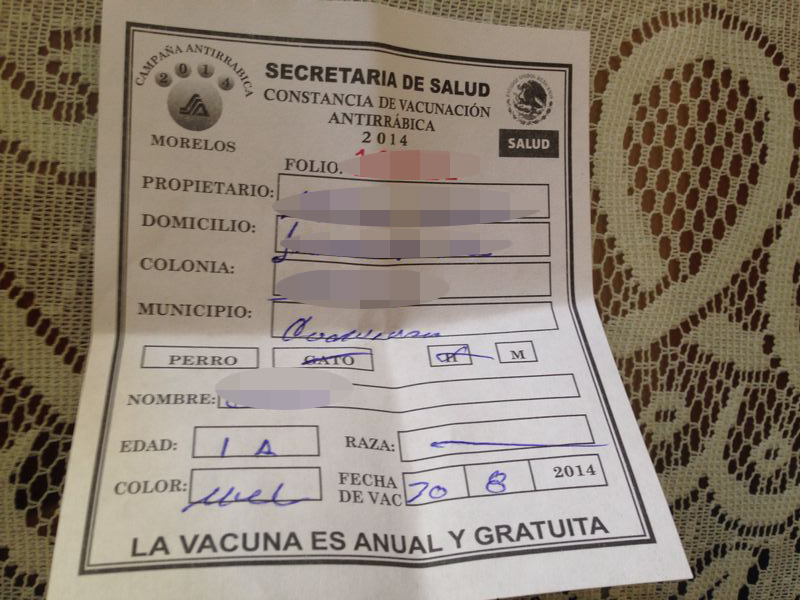 CAMPAÑA ANTIRRÁBICA
2014
MORELOS
SECRETARIA DE SALUD
CONSTANCIA DE VACUNACIÓN
ANTIRRÁBICA
2014
SALUD
FOLIO.
PROPIETARIO:
DOMICILIO:
COLONIA:
MUNICIPIO:
PERRO GATO H M
NOMBRE:
EDAD: 1 A RAZA:
COLOR: FECHA DE VAC 20 8 2014
LA VACUNA ES ANUAL Y GRATUITA